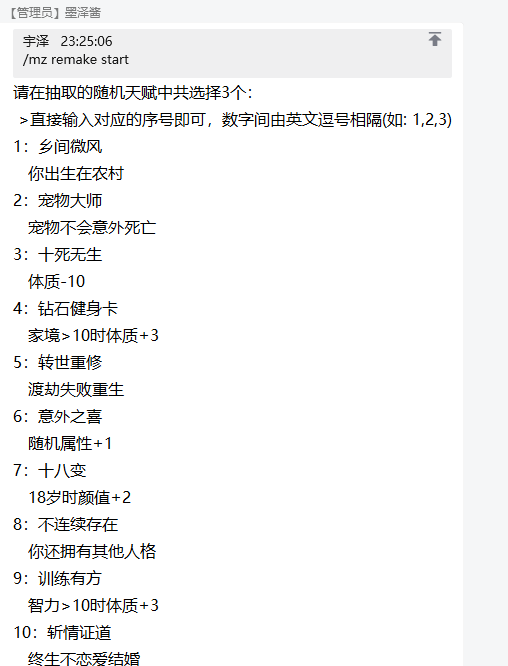 【管理员】墨泽酱
宇泽 23:25:06
/mz remake start
请在抽取的随机天赋中共选择3个：
>直接输入对应的序号即可，数字间由英文逗号相隔(如: 1,2,3)
1：乡间微风
你出生在农村
2：宠物大师
宠物不会意外死亡
3：十死无生
体质-10
4：钻石健身卡
家境>10时体质+3
5：转世重修
渡劫失败重生
6：意外之喜
随机属性+1
7：十八变
18岁时颜值+2
8：不连续存在
你还拥有其他人格
9：训练有方
智力>10时体质+3
10：斩情证道
终生不恋爱结婚